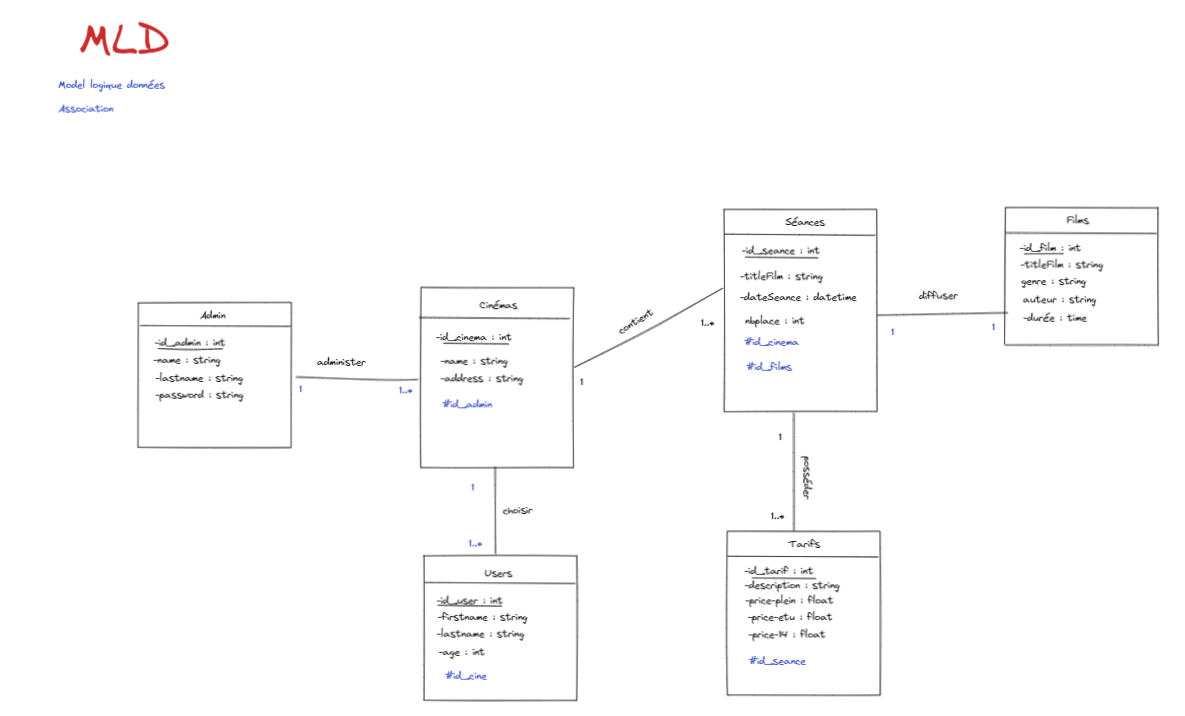 MLD
Model logique données
Association
Admin
-id_admin : int
-name : string
-lastname : string
-password : string
administer
1
1..*
Cinémas
-id_cinema : int
-name : string
-address : string
#id_admin
contient
1
1..*
Séances
-id_seance : int
-titleFilm : string
-dateSeance : datetime
nbplace : int
#id_cinema
#id_films
diffuser
1
1
Films
-id_film : int
-titleFilm : string
genre : string
auteur : string
-durée : time
1
choisir
1..*
Users
-id_user : int
-firstname : string
-lastname : string
-age : int
#id_cine
1
posséder
1..*
Tarifs
-id_tarif : int
-description : string
-price-plein : float
-price-etu : float
-price-14 : float
#id_seance